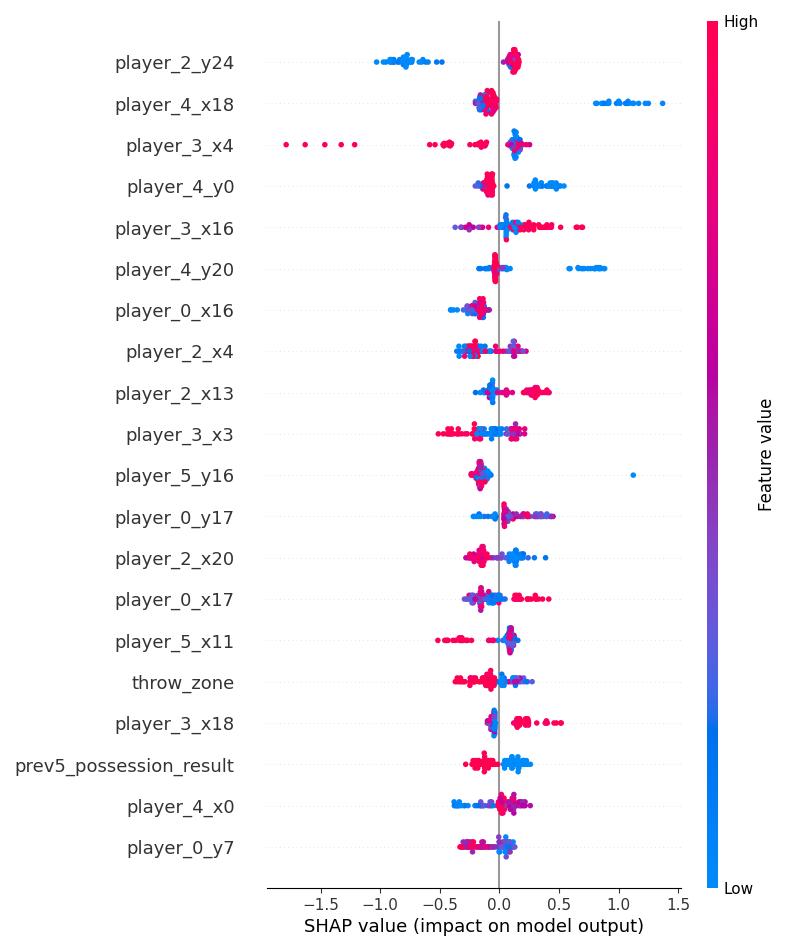 High
player_2_y24
player_4_x18
player_3_x4
player_4_y0
player_3_x16
player_4_y20
player_0_x16
player_2_x4
player_2_x13
player_3_x3
player_5_y16
player_0_y17
player_2_x20
player_0_x17
player_5_x11
throw_zone
player_3_x18
prev5_possession_result
player_4_x0
player_0_y7
Feature value
Low
−1.5 −1.0 −0.5 0.0 0.5 1.0 1.5
SHAP value (impact on model output)